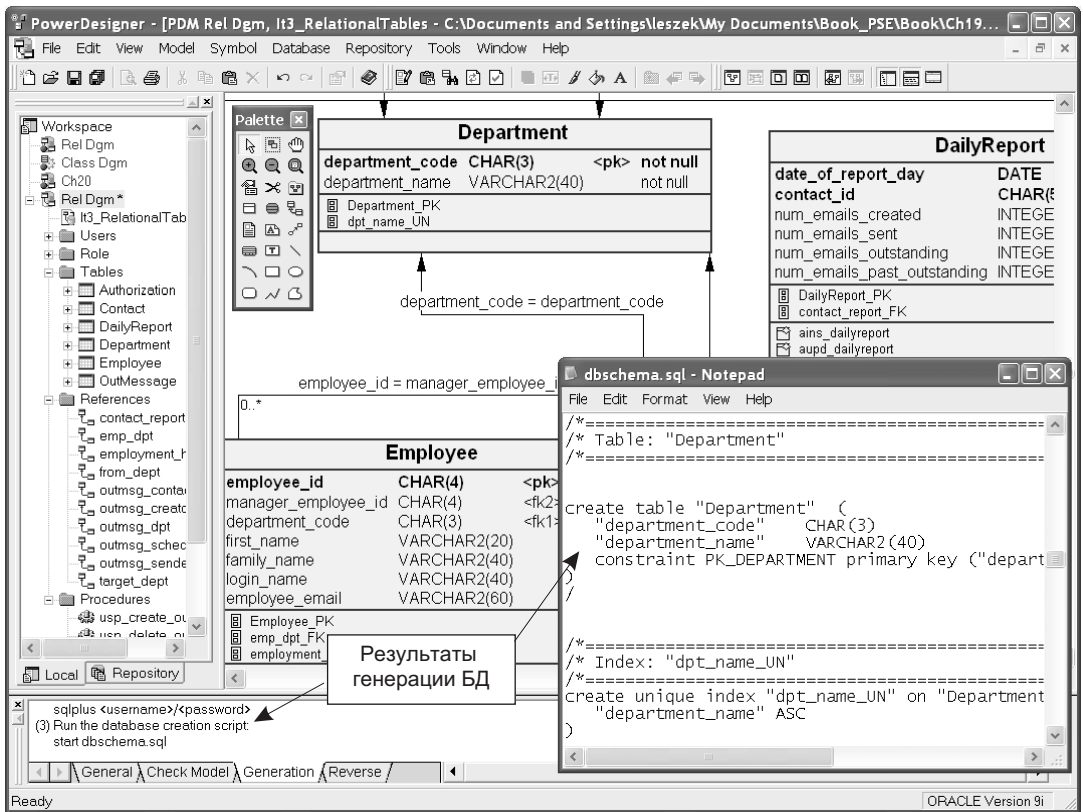 PowerDesigner - [PDM Rel Dgm, It3_RelationalTables - C:\Documents and Settings\leszek\My Documents\Book_PSE\Book\Ch19...
File Edit View Model Symbol Database Repository Tools Window Help
Workspace
Rel Dgm
Class Dgm
Ch20
Rel Dgm *
It3_RelationalTab
Users
Role
Tables
Authorization
Contact
DailyReport
Department
Employee
OutMessage
References
contact_report
emp_dpt
employment_h
from_dept
outmsg_conta
outmsg_creato
outmsg_dpt
outmsg_sched
outmsg_sende
target_dept
Procedures
usp_create_ou
usp_delete_ou
Local Repository
Palette
Department
department_code CHAR(3) <pk> not null
department_name VARCHAR2(40) not null
Department_PK
dpt_name_UN
DailyReport
date_of_report_day DATE
contact_id CHAR(
num_emails_created INTEGE
num_emails_sent INTEGE
num_emails_outstanding INTEGE
num_emails_past_outstanding INTEGE
DailyReport_PK
contact_report_FK
ains_dailyreport
aupd_dailyreport
department_code = department_code
employee_id = manager_employee_i
0..*
Employee
employee_id CHAR(4) <pk>
manager_employee_id CHAR(4) <fk2>
department_code CHAR(3) <fk1>
first_name VARCHAR2(20)
family_name VARCHAR2(40)
login_name VARCHAR2(40)
employee_email VARCHAR2(60)
Employee_PK
emp_dpt_FK
employment_
Результаты
генерации БД
dbschema.sql - Notepad
File Edit Format View Help
/*==============================================
/* Table: "Department"
/*==============================================
create table "Department" (
"department_code" CHAR(3)
"department_name" VARCHAR2(40)
constraint PK_DEPARTMENT primary key ("depart
)
/
/*==============================================
/* Index: "dpt_name_UN"
/*==============================================
create unique index "dpt_name_UN" on "Department
"department_name" ASC
)
sqlplus <username>/<password>
(3) Run the database creation script:
start dbschema.sql
General Check Model Generation Reverse
Ready
ORACLE Version 9i